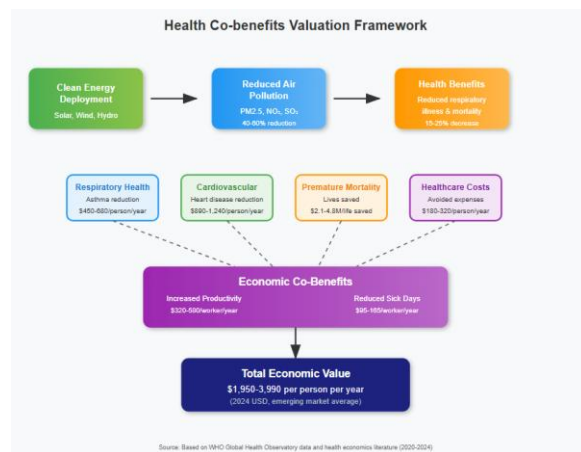 Health Co-benefits Valuation Framework
Clean Energy
Deployment
Solar, Wind, Hydro
Reduced Air
Pollution
PM2.5, NO₂, SO₂
40-60% reduction
Health Benefits
Reduced respiratory
illness & mortality
15-25% decrease
Respiratory Health
Asthma reduction
$450-680/person/year
Cardiovascular
Heart disease reduction
$890-1,240/person/year
Premature Mortality
Lives saved
$2.1-4.8M/life saved
Healthcare Costs
Avoided expenses
$180-320/person/year
Economic Co-Benefits
Increased Productivity
$320-580/worker/year
Reduced Sick Days
$95-165/worker/year
Total Economic Value
$1,950-3,990 per person per year
(2024 USD, emerging market average)
Source: Based on WHO Global Health Observatory data and health economics literature (2020-2024)